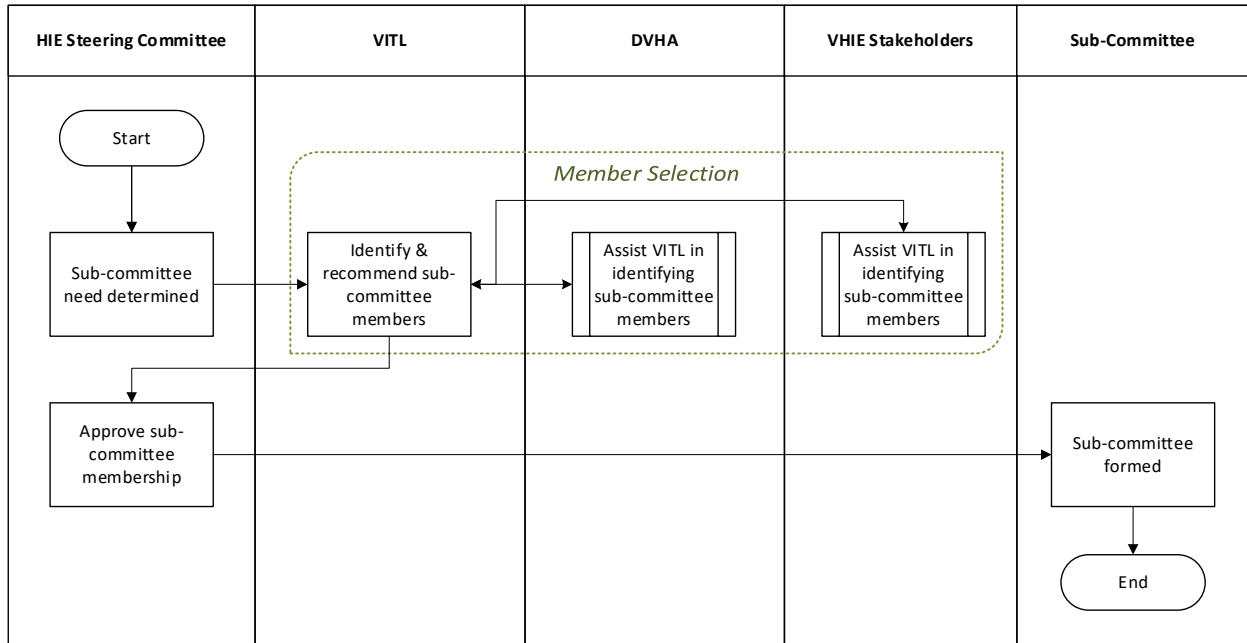 HIE Steering Committee
VITL
DVHA
VHIE Stakeholders
Sub-Committee
Start
Member Selection
Sub-committee
need determined
Identify &
recommend sub-
committee
members
Assist VITL in
identifying
sub-committee
members
Assist VITL in
identifying
sub-committee
members
Approve sub-
committee
membership
Sub-committee
formed
End